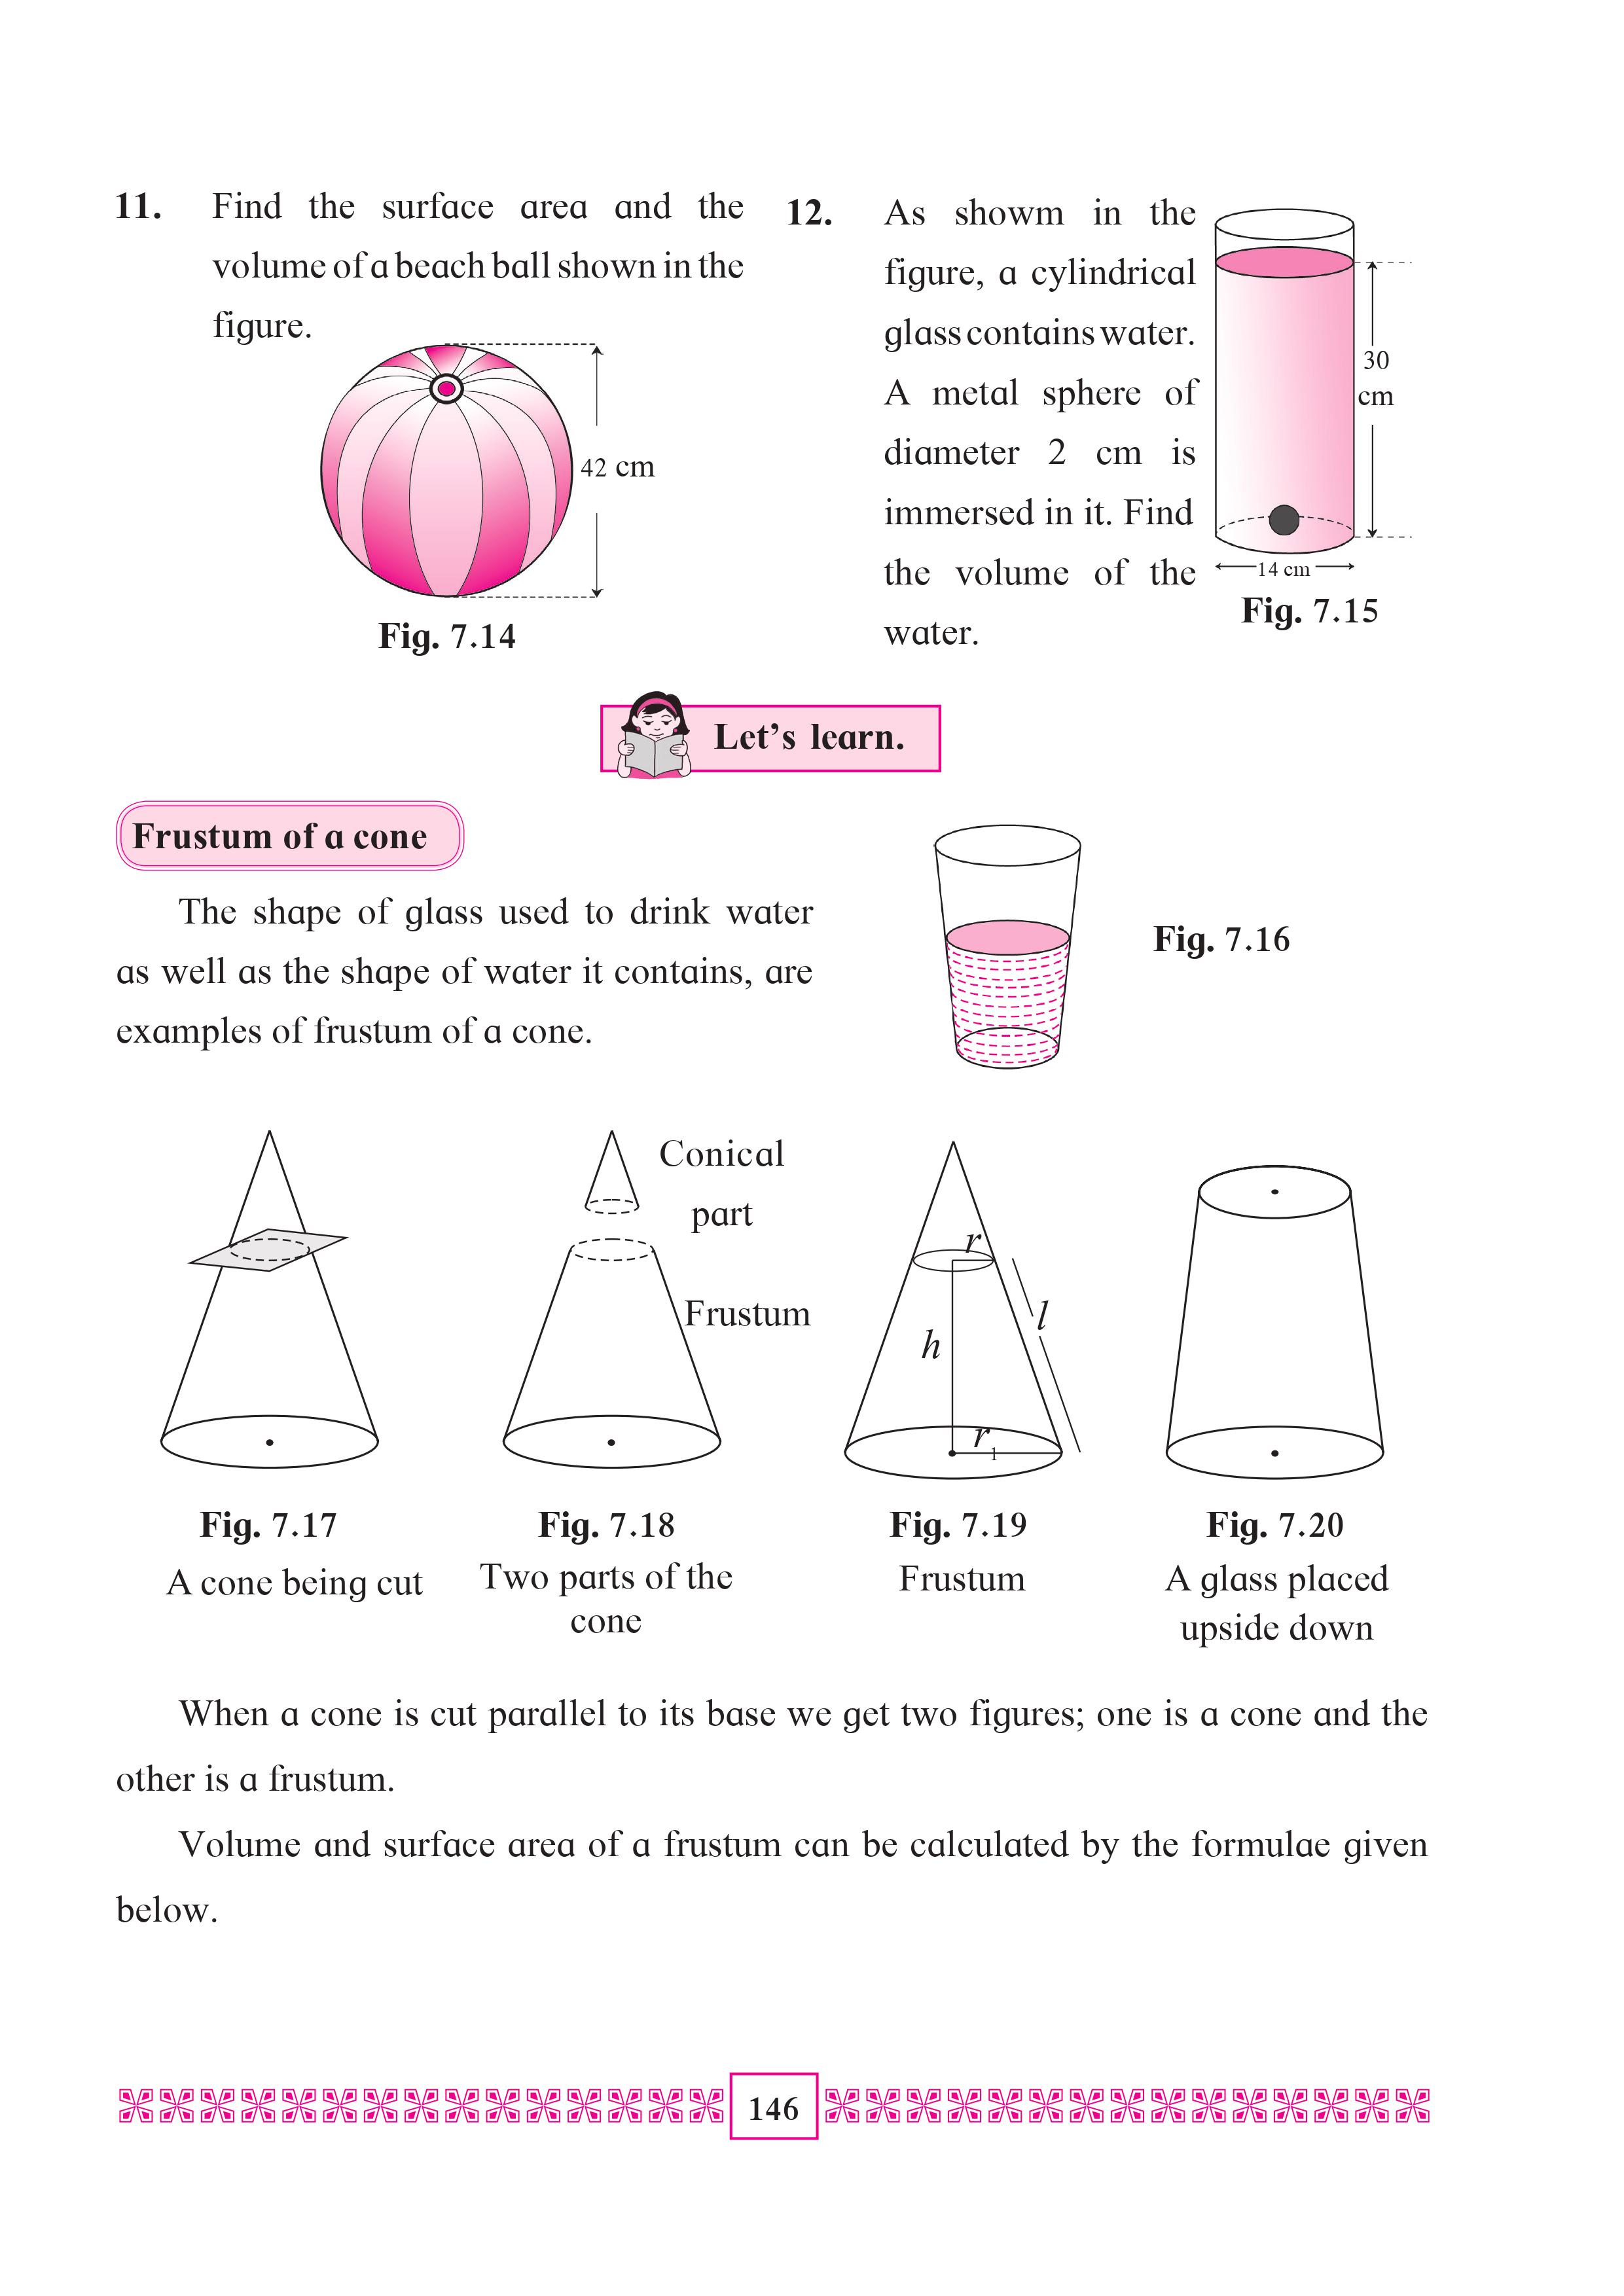 11. Find the surface area and the
volume of a beach ball shown in the
figure.
42 cm
Fig. 7.14
12. As showm in the
figure, a cylindrical
glass contains water.
A metal sphere of
diameter 2 cm is
immersed in it. Find
the volume of the
water.
30
cm
14 cm
Fig. 7.15
Let's learn.
Frustum of a cone
The shape of glass used to drink water
as well as the shape of water it contains, are
examples of frustum of a cone.
Fig. 7.16
Conical
part
Frustum
r
h
l
r₁
Fig. 7.17
A cone being cut
Fig. 7.18
Two parts of the
cone
Fig. 7.19
Frustum
Fig. 7.20
A glass placed
upside down
When a cone is cut parallel to its base we get two figures; one is a cone and the
other is a frustum.
Volume and surface area of a frustum can be calculated by the formulae given
below.
146